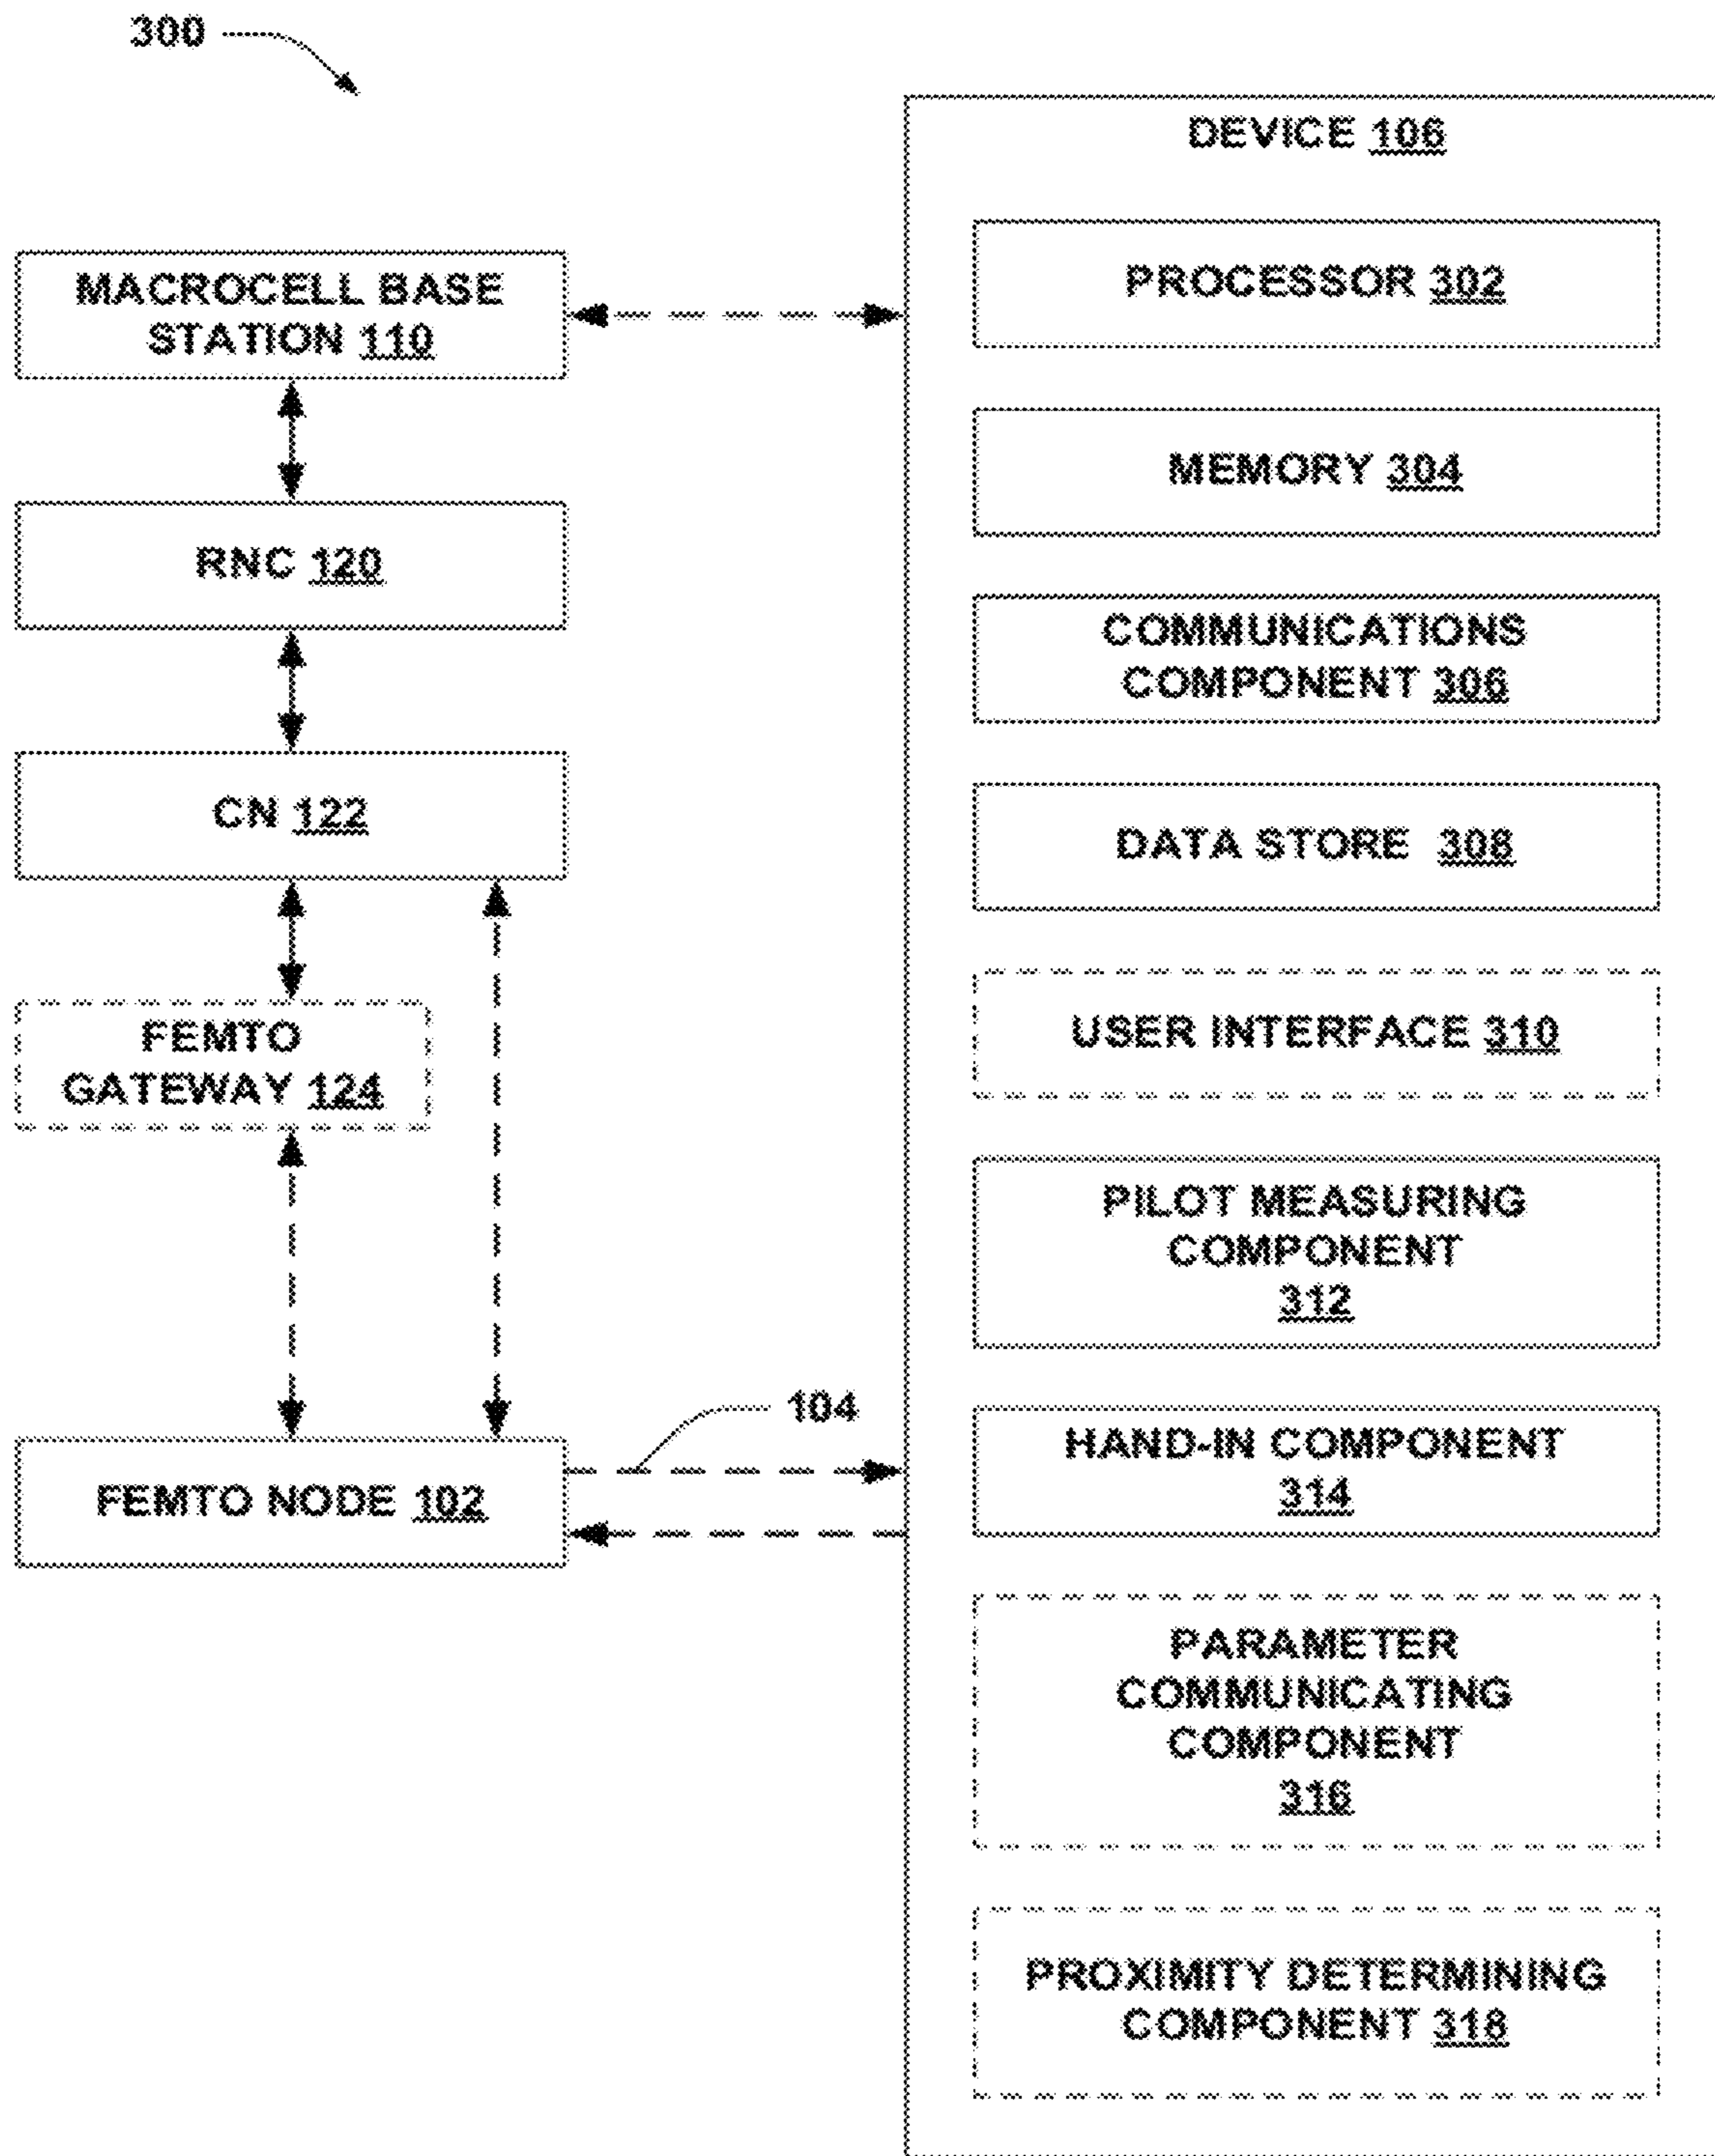 300
DEVICE 106
MACROCELL BASE
STATION 110
RNC 120
CN 122
FEMTO
GATEWAY 124
FEMTO NODE 102
104
PROCESSOR 302
MEMORY 304
COMMUNICATIONS
COMPONENT 306
DATA STORE 308
USER INTERFACE 310
PILOT MEASURING
COMPONENT
312
HAND-IN COMPONENT
314
PARAMETER
COMMUNICATING
COMPONENT
316
PROXIMITY DETERMINING
COMPONENT 318